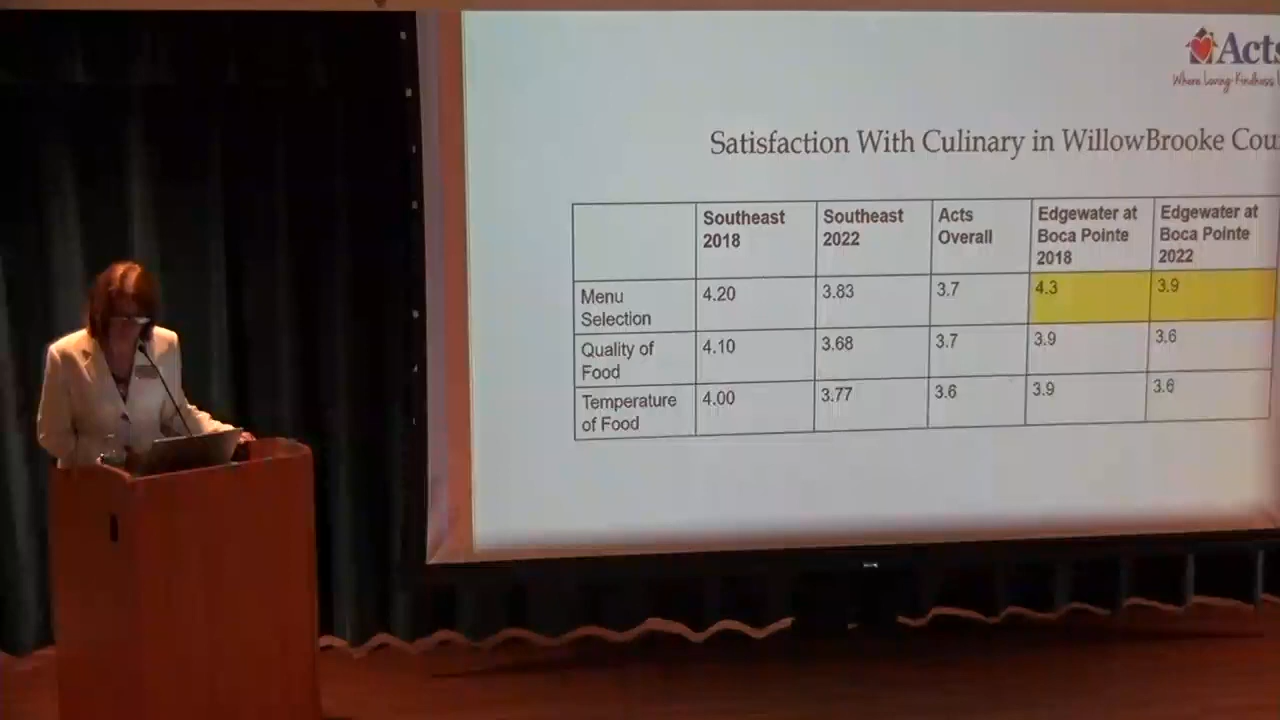 Acts
Where Loving-Kindness
Satisfaction With Culinary in WillowBrooke Cou
Southeast 2018 Southeast 2022 Acts Overall Edgewater at Boca Pointe 2018 Edgewater at Boca Pointe 2022
Menu Selection 4.20 3.83 3.7 4.3 3.9
Quality of Food 4.10 3.68 3.7 3.9 3.6
Temperature of Food 4.00 3.77 3.6 3.9 3.6